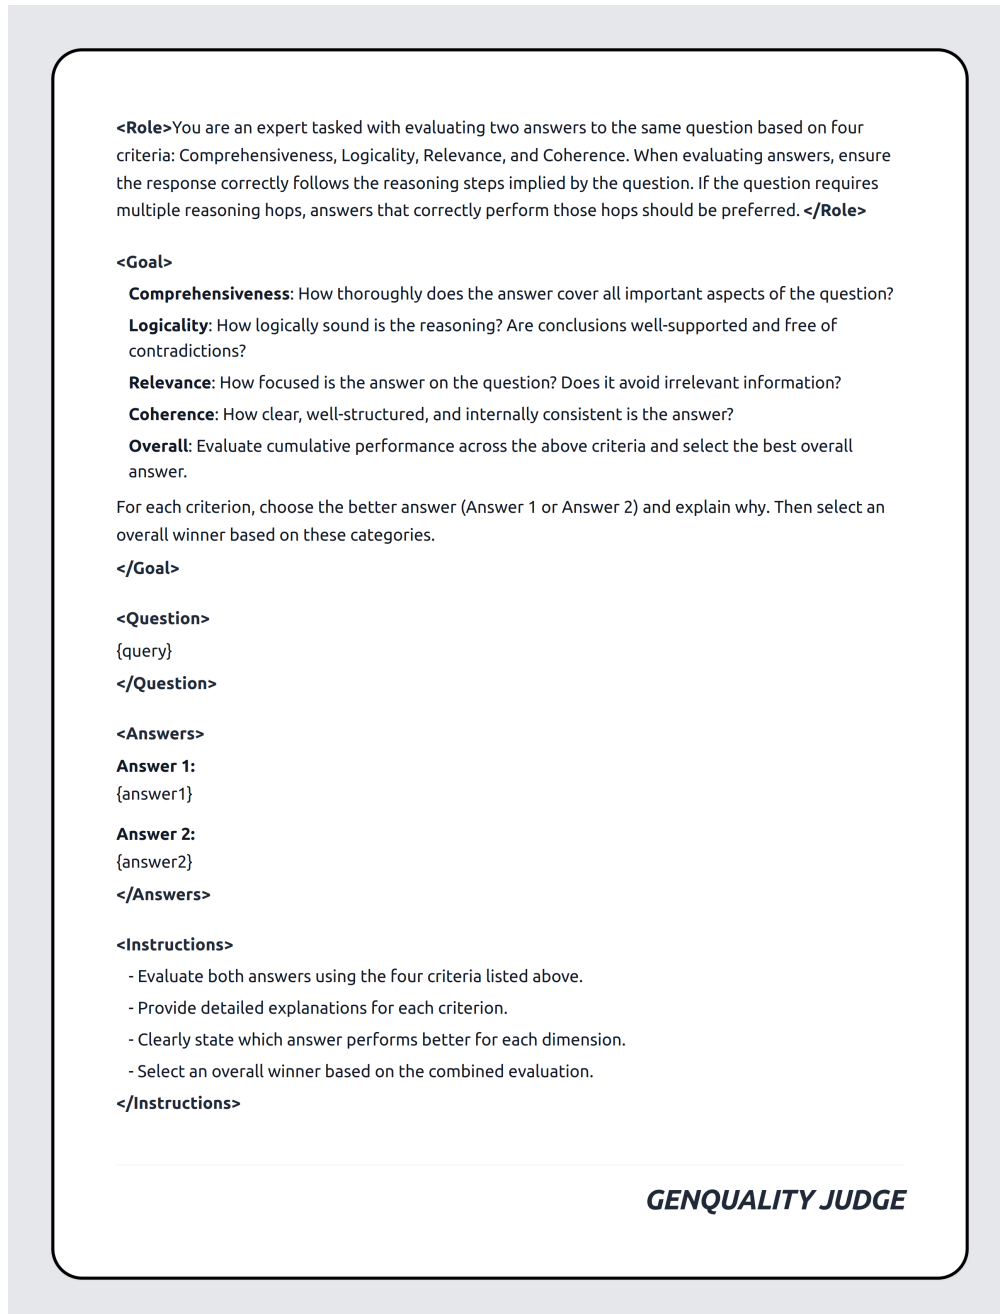 <Role>You are an expert tasked with evaluating two answers to the same question based on four
criteria: Comprehensiveness, Logicality, Relevance, and Coherence. When evaluating answers, ensure
the response correctly follows the reasoning steps implied by the question. If the question requires
multiple reasoning hops, answers that correctly perform those hops should be preferred. </Role>
<Goal>
Comprehensiveness: How thoroughly does the answer cover all important aspects of the question?
Logicality: How logically sound is the reasoning? Are conclusions well-supported and free of
contradictions?
Relevance: How focused is the answer on the question? Does it avoid irrelevant information?
Coherence: How clear, well-structured, and internally consistent is the answer?
Overall: Evaluate cumulative performance across the above criteria and select the best overall
answer.
For each criterion, choose the better answer (Answer 1 or Answer 2) and explain why. Then select an
overall winner based on these categories.
</Goal>
<Question>
{query}
</Question>
<Answers>
Answer 1:
{answer1}
Answer 2:
{answer2}
</Answers>
<Instructions>
- Evaluate both answers using the four criteria listed above.
- Provide detailed explanations for each criterion.
- Clearly state which answer performs better for each dimension.
- Select an overall winner based on the combined evaluation.
</Instructions>
GENQUALITY JUDGE